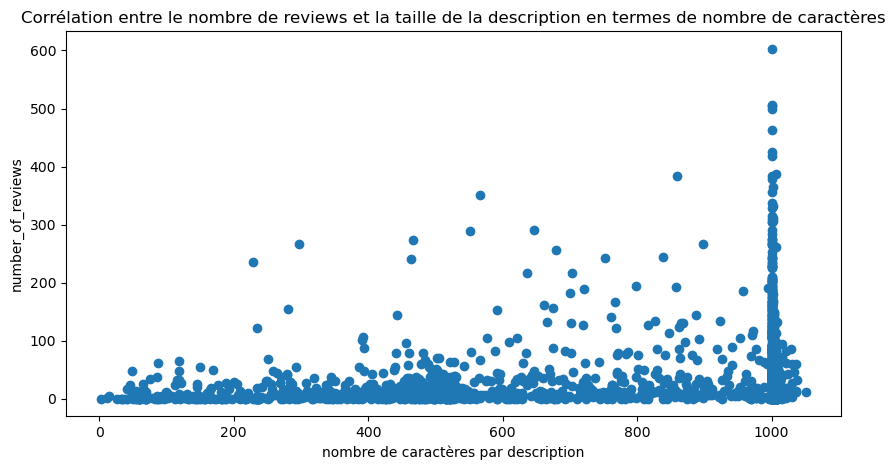 Corrélation entre le nombre de reviews et la taille de la description en termes de nombre de caractères
600
500
400
300
200
100
0
number_of_reviews
0 200 400 600 800 1000
nombre de caractères par description